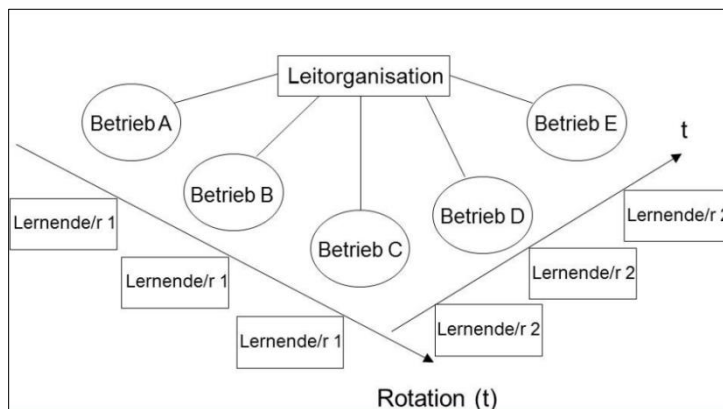 Leitorganisation
Betrieb A
Betrieb E
t
Betrieb B
Betrieb D
Lernende/r 1
Lernende/r 2
Betrieb C
Lernende/r 1
Lernende/r 2
Lernende/r 1
Lernende/r 2
Rotation (t)